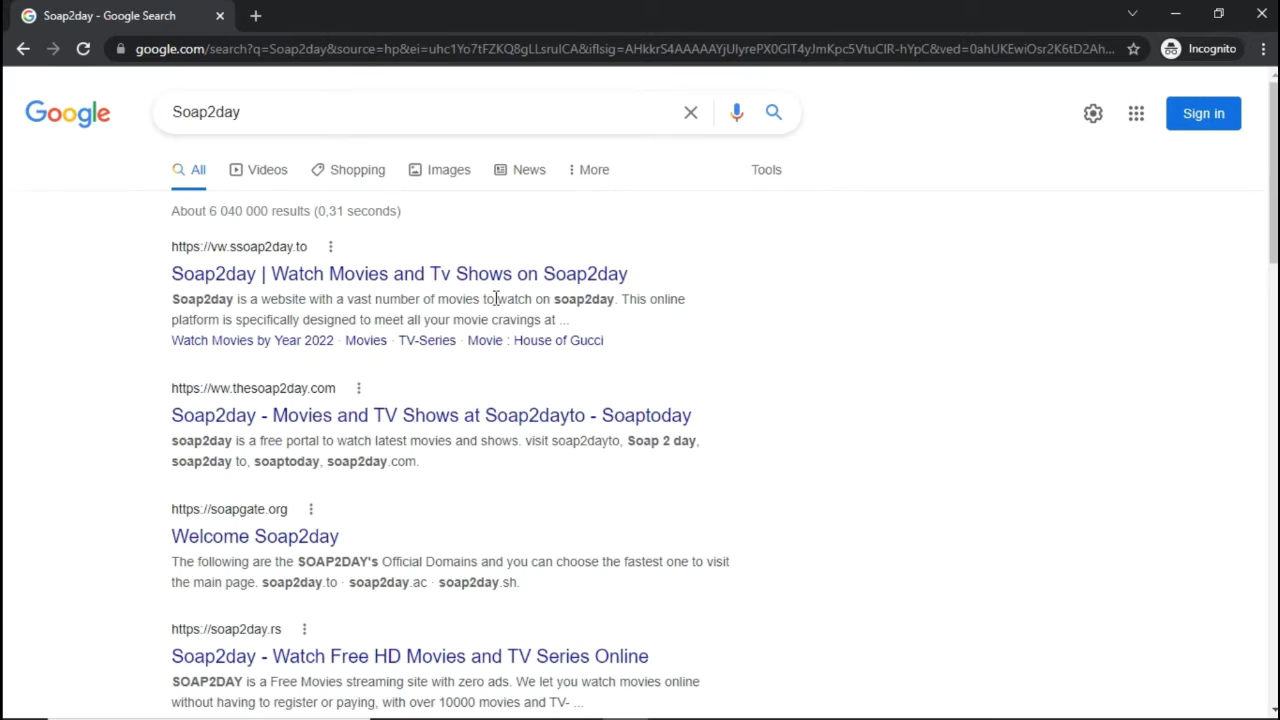 Soap2day - Google Search
google.com/search?q=Soap2day&source=hp&ei=uhc1Yo7tFZKQ8gLLsruICA&iflsig=AHkkrS4AAAAAYjUlyrePX0GIT4yJmKpc5VtuCIR-hYpC&ved=0ahUKEwiOsr2K6tD2Ah...
Incognito
Google
Soap2day
Sign in
All Videos Shopping Images News More Tools
About 6 040 000 results (0,31 seconds)
https://vw.ssoap2day.to
Soap2day | Watch Movies and Tv Shows on Soap2day
Soap2day is a website with a vast number of movies to watch on soap2day. This online
platform is specifically designed to meet all your movie cravings at ...
Watch Movies by Year 2022 · Movies · TV-Series · Movie : House of Gucci
https://ww.thesoap2day.com
Soap2day - Movies and TV Shows at Soap2dayto - Soaptoday
soap2day is a free portal to watch latest movies and shows. visit soap2dayto, Soap 2 day,
soap2day to, soaptoday, soap2day.com.
https://soapgate.org
Welcome Soap2day
The following are the SOAP2DAY's Official Domains and you can choose the fastest one to visit
the main page. soap2day.to · soap2day.ac · soap2day.sh.
https://soap2day.rs
Soap2day - Watch Free HD Movies and TV Series Online
SOAP2DAY is a Free Movies streaming site with zero ads. We let you watch movies online
without having to register or paying, with over 10000 movies and TV- ...